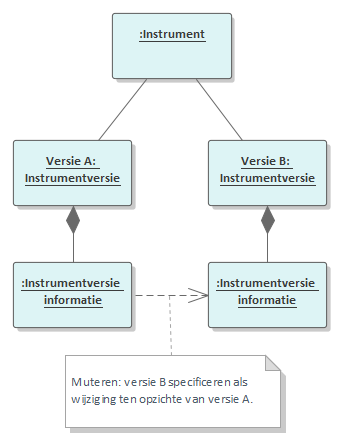 :Instrument
Versie A:
Instrumentversie
Versie B:
Instrumentversie
:Instrumentversie
informatie
:Instrumentversie
informatie
Muteren: versie B specificeren als
wijziging ten opzichte van versie A.